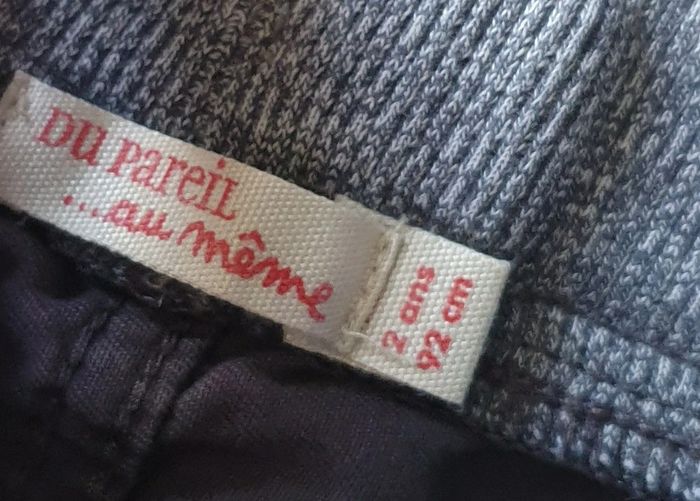 DU PAREIL
...au même
2 ans
92 cm